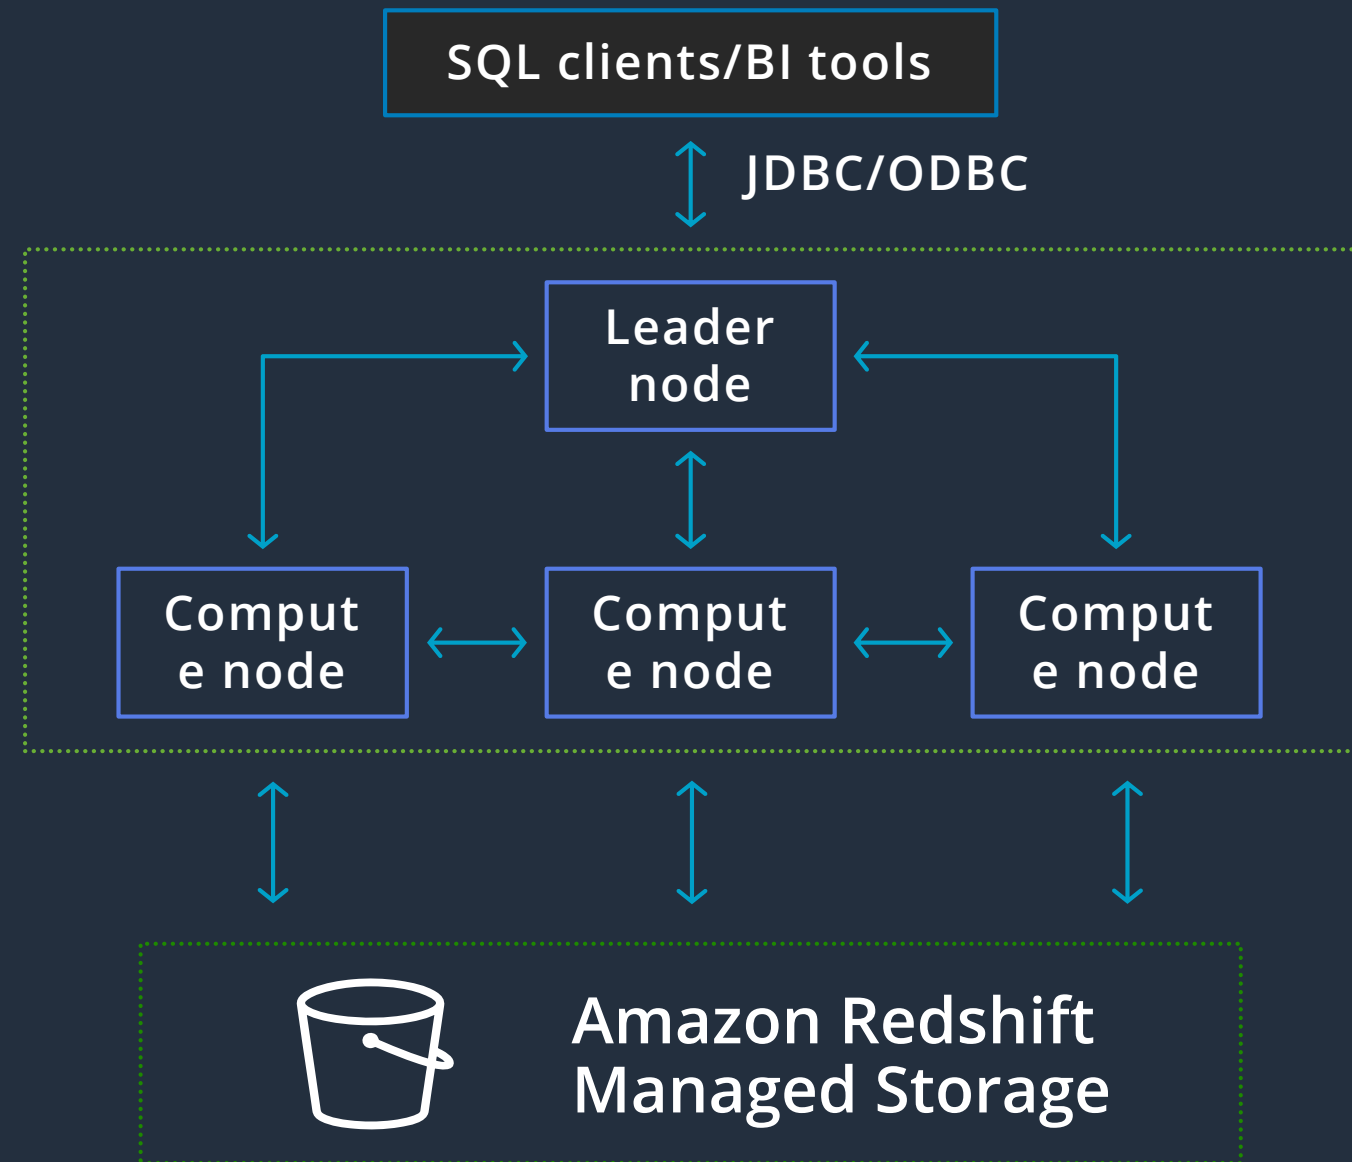 SQL clients/BI tools
JDBC/ODBC
Leader
node
Comput
e node
Comput
e node
Comput
e node
Amazon Redshift
Managed Storage